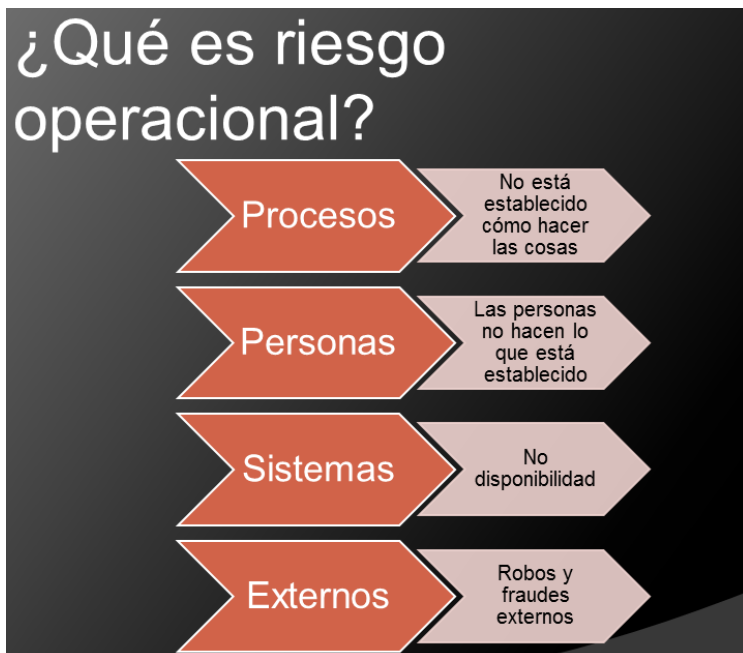 ¿Qué es riesgo
operacional?
Procesos
No está
establecido
cómo hacer
las cosas
Personas
Las personas
no hacen lo
que está
establecido
Sistemas
No
disponibilidad
Externos
Robos y
fraudes
externos